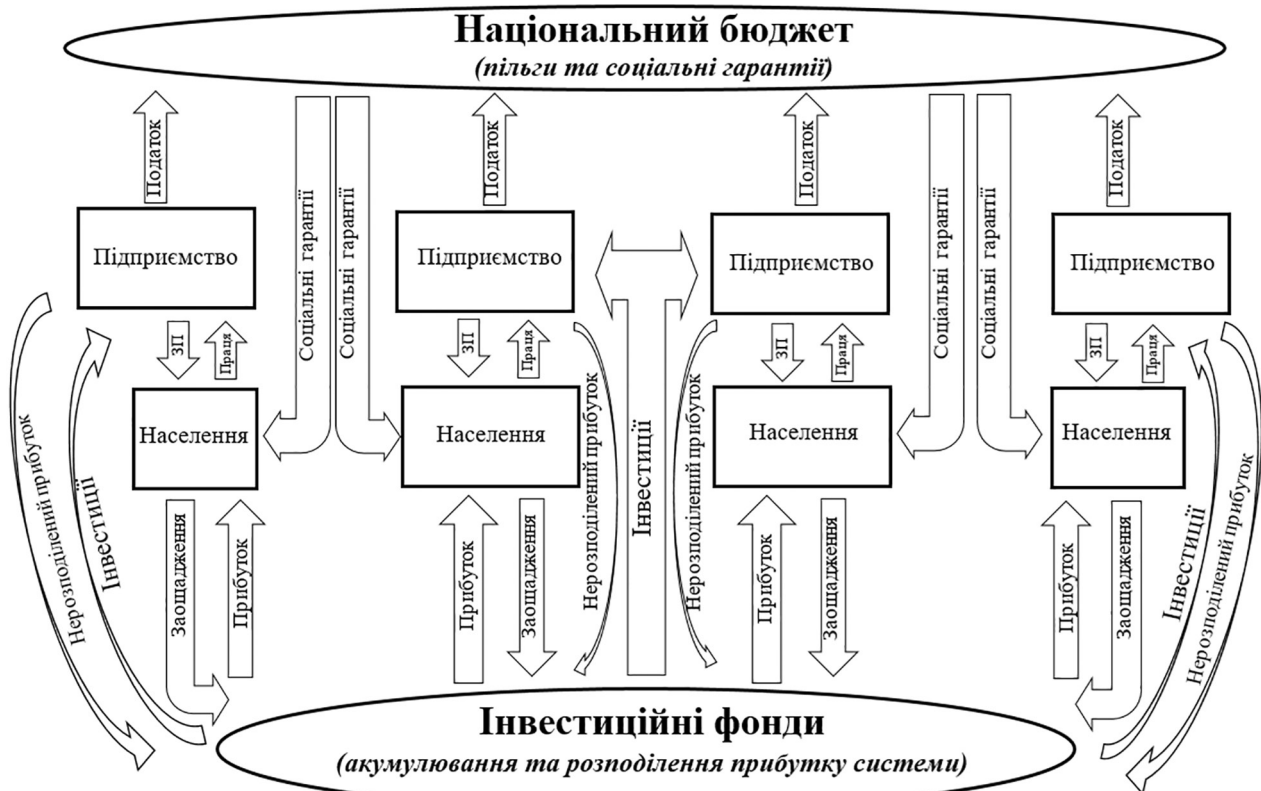 Національний бюджет
(пільги та соціальні гарантії)
Податок
Податок
Податок
Податок
Соціальні гарантії
Соціальні гарантії
Соціальні гарантії
Соціальні гарантії
Підприємство
Підприємство
Підприємство
Підприємство
ЗП
Праця
ЗП
Праця
ЗП
Праця
ЗП
Праця
Населення
Населення
Населення
Населення
Нерозподілений прибуток
Інвестиції
Заощадження
Прибуток
Прибуток
Заощадження
Нерозподілений прибуток
Інвестиції
Нерозподілений прибуток
Прибуток
Заощадження
Прибуток
Заощадження
Інвестиції
Нерозподілений прибуток
Інвестиційні фонди
(акумулювання та розподілення прибутку системи)